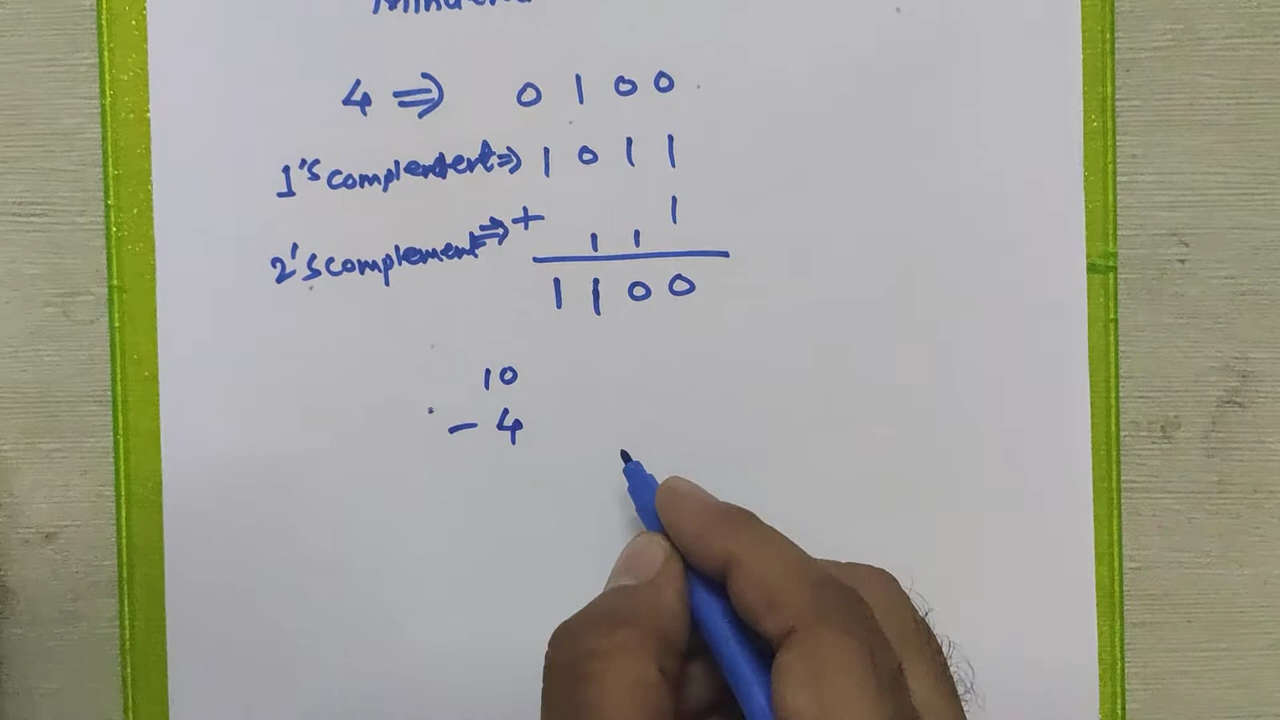 4 ⇒ 0 1 0 0
1's complement ⇒ 1 0 1 1
2's complement ⇒ + 1
1 1
1 1 0 0
10
- 4